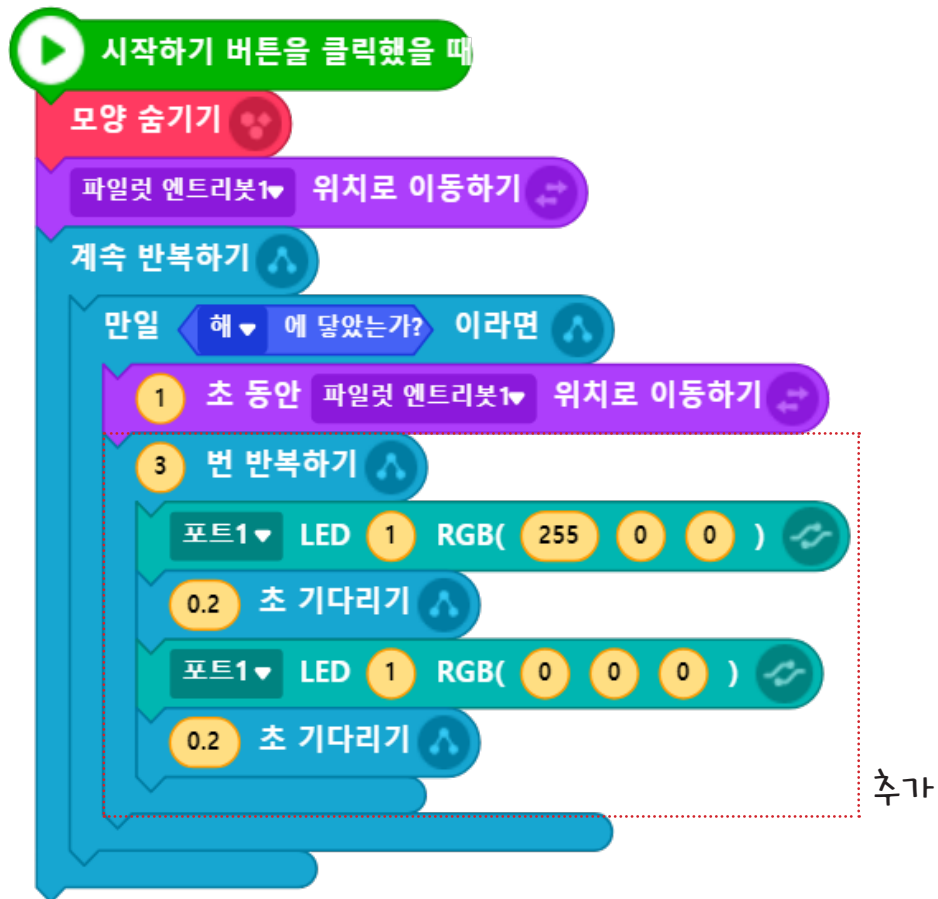 시작하기 버튼을 클릭했을 때
모양 숨기기
파일럿 엔트리봇1 위치로 이동하기
계속 반복하기
만일 해 에 닿았는가? 이라면
1 초 동안 파일럿 엔트리봇1 위치로 이동하기
3 번 반복하기
포트1 LED 1 RGB( 255 0 0 )
0.2 초 기다리기
포트1 LED 1 RGB( 0 0 0 )
0.2 초 기다리기
추가